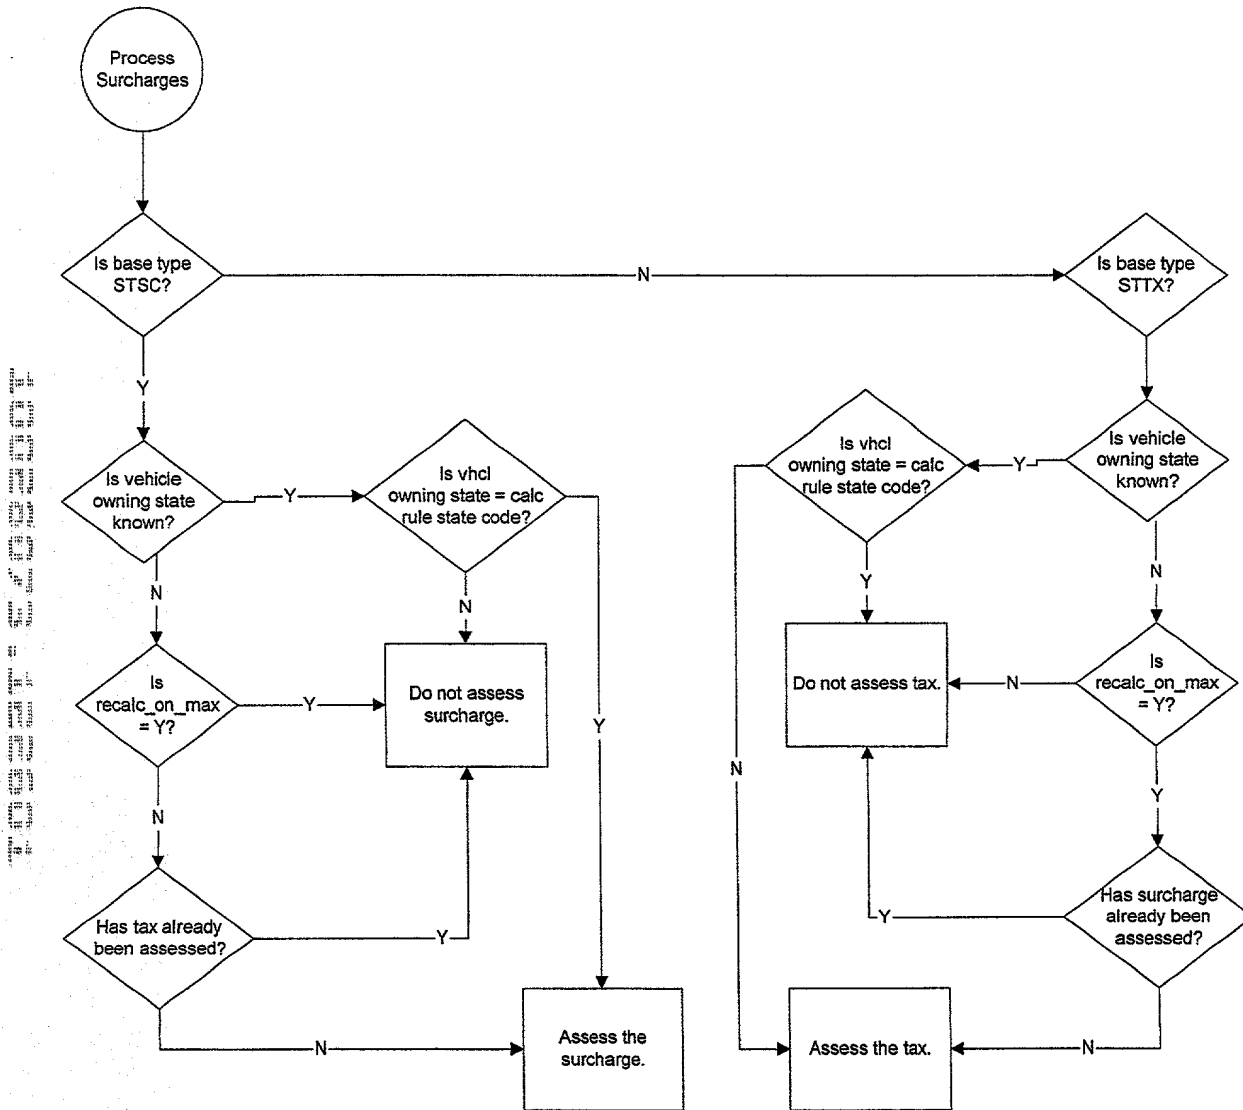 Process
Surcharges
Is base type
STSC?
N
Is base type
STTX?
Y
Is vehicle
owning state
known?
Y
Is vhcl
owning state = calc
rule state code?
Is vhcl
owning state = calc
rule state code?
Y
Is vehicle
owning state
known?
N
N
Y
N
Is
recalc_on_max
= Y?
Y
Do not assess
surcharge.
Y
Do not assess tax.
N
Is
recalc_on_max
= Y?
N
N
Y
Has tax already
been assessed?
Y
Y
Has surcharge
already been
assessed?
N
Assess the
surcharge.
Assess the tax.
N